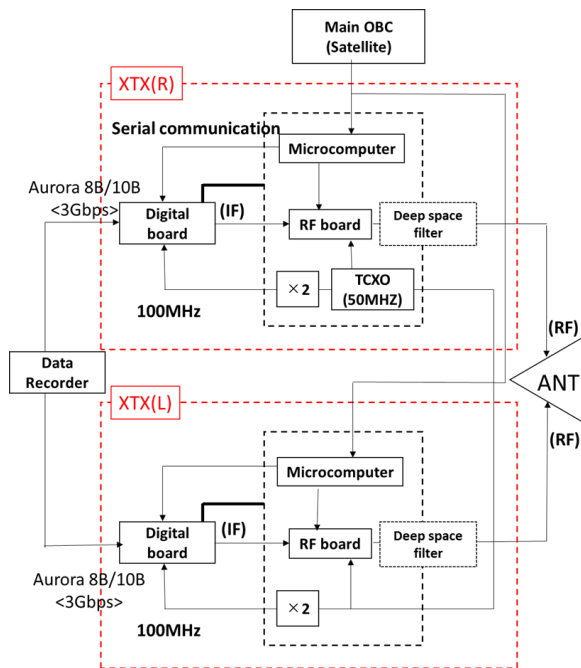 Main OBC
(Satellite)
XTX(R)
Serial communication
Microcomputer
Aurora 8B/10B
<3Gbps>
Digital
board
(IF)
RF board
Deep space
filter
×2
TCXO
(50MHZ)
100MHz
(RF)
Data
Recorder
ANT
XTX(L)
(RF)
Microcomputer
Digital
board
(IF)
RF board
Deep space
filter
Aurora 8B/10B
<3Gbps>
×2
100MHz